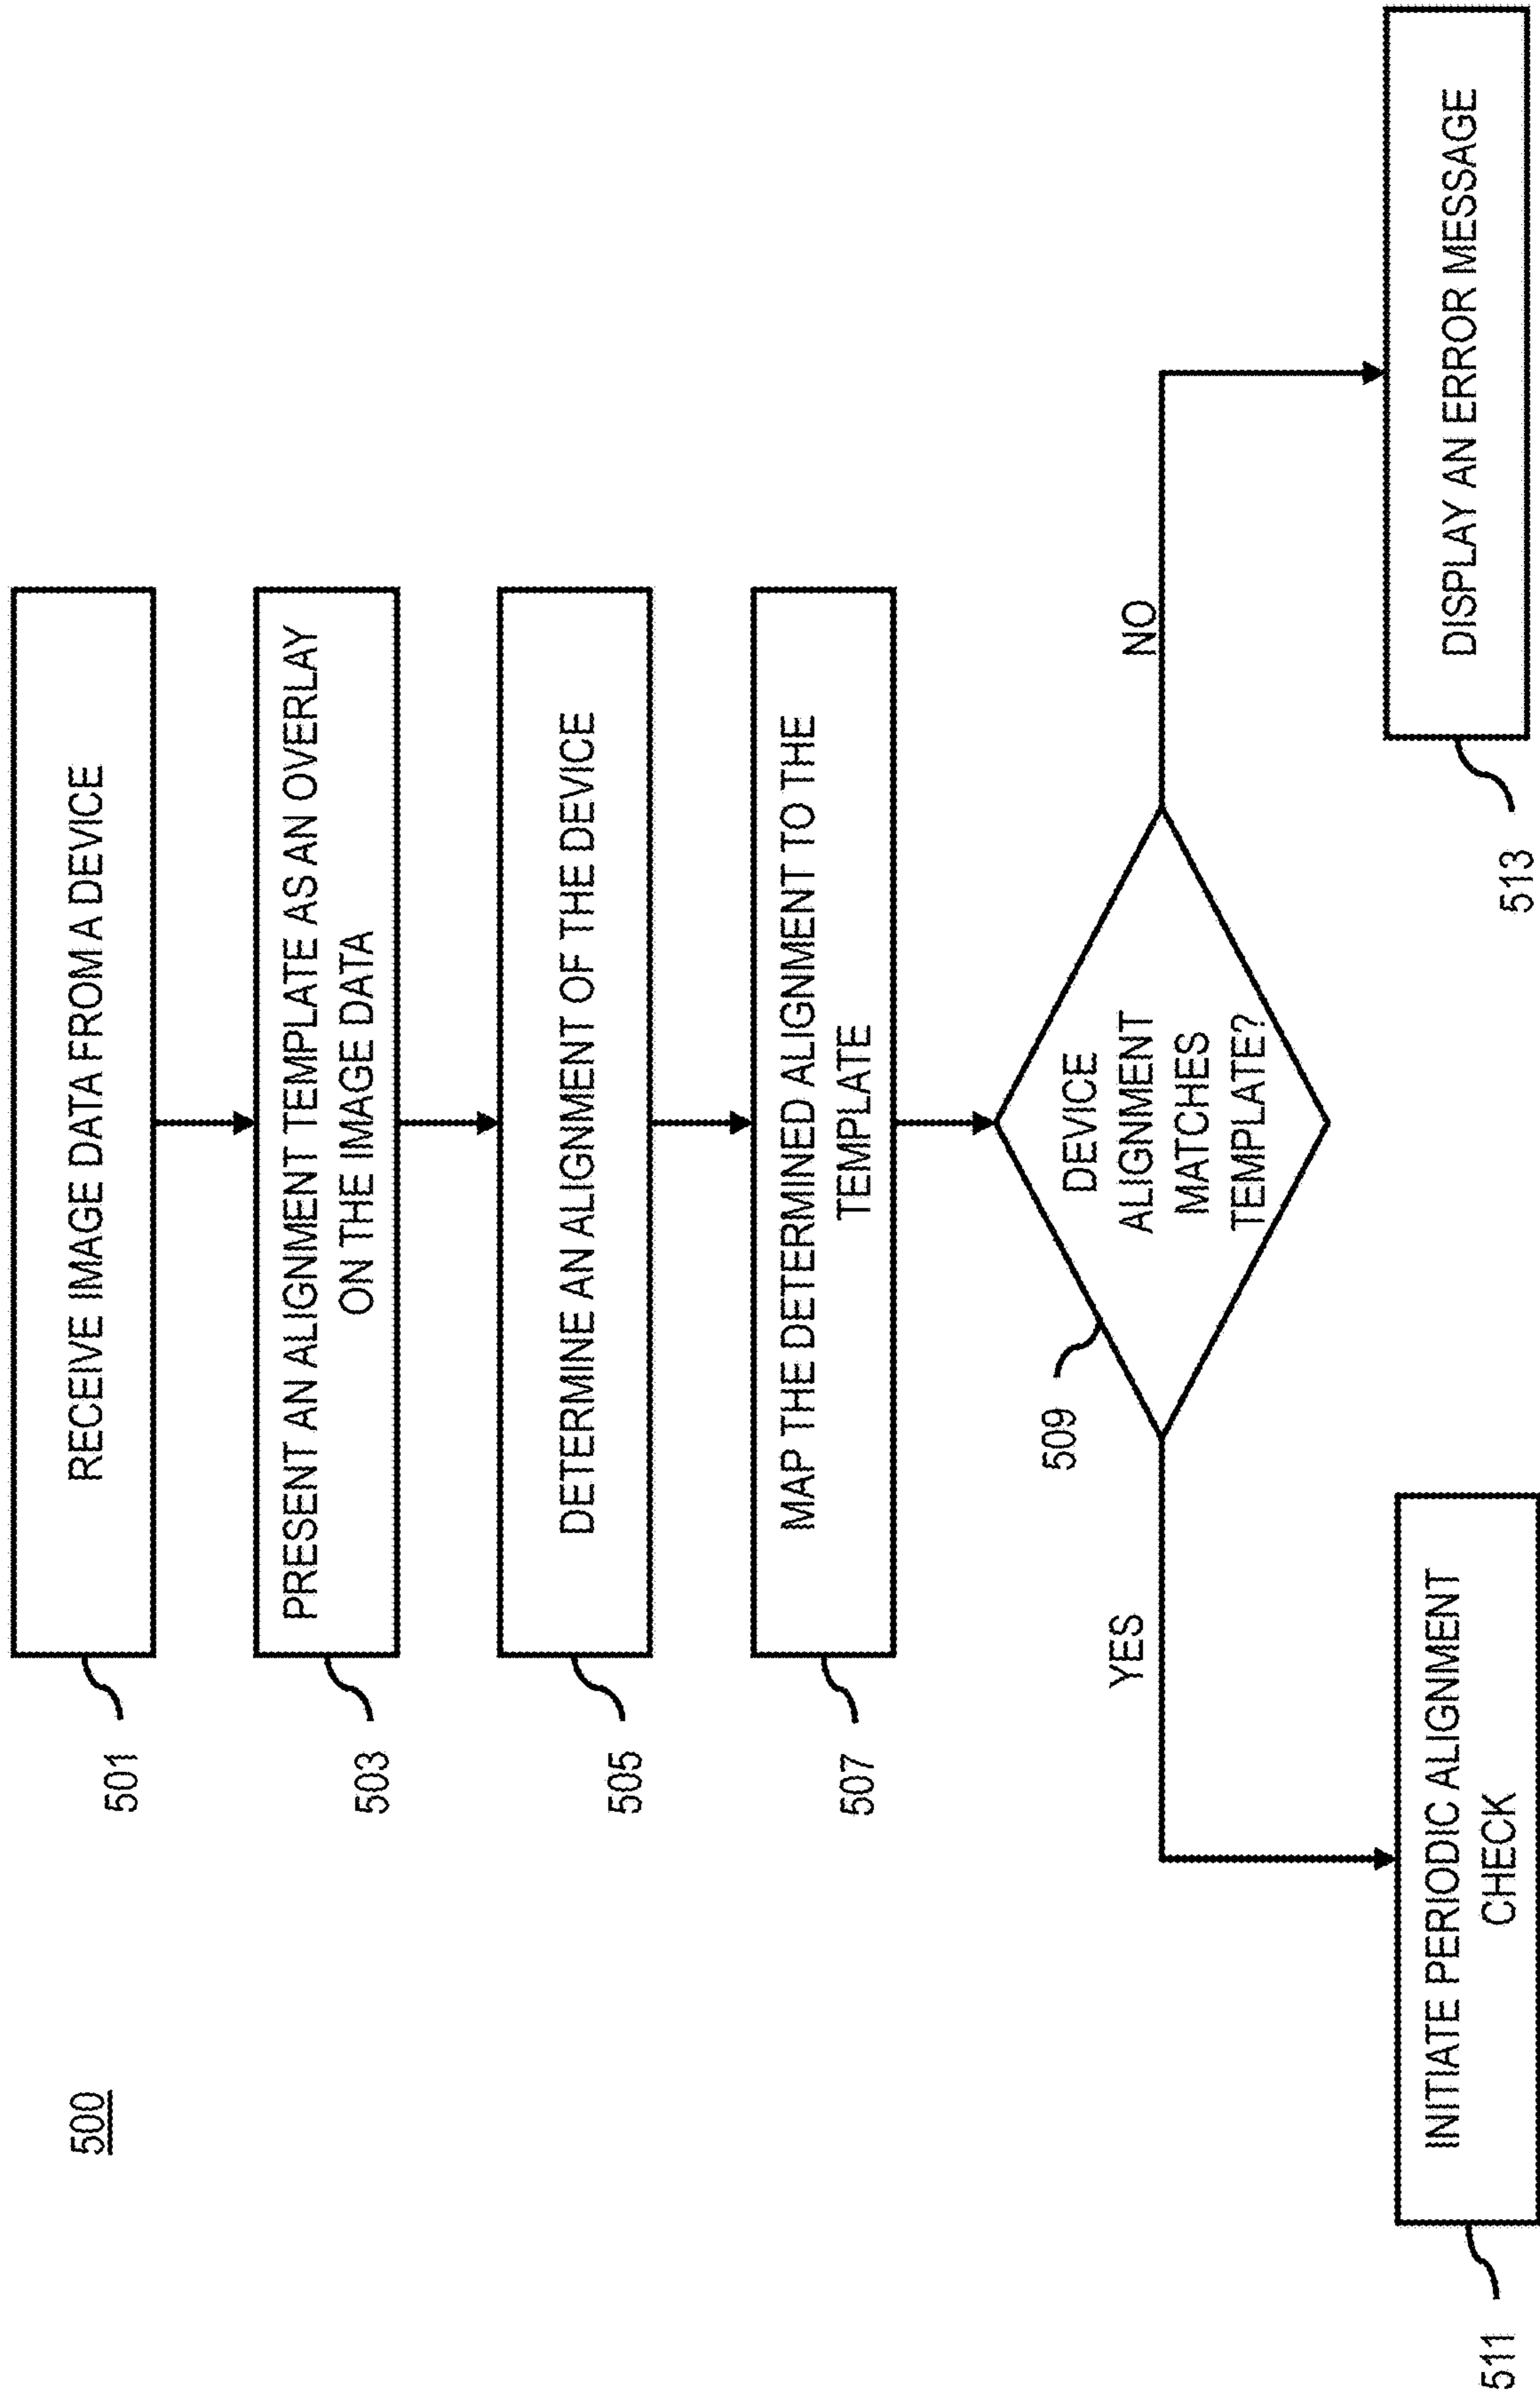 500
501
RECEIVE IMAGE DATA FROM A DEVICE
503
PRESENT AN ALIGNMENT TEMPLATE AS AN OVERLAY
ON THE IMAGE DATA
505
DETERMINE AN ALIGNMENT OF THE DEVICE
507
MAP THE DETERMINED ALIGNMENT TO THE
TEMPLATE
509
DEVICE
ALIGNMENT
MATCHES
TEMPLATE?
YES
NO
511
INITIATE PERIODIC ALIGNMENT
CHECK
513
DISPLAY AN ERROR MESSAGE